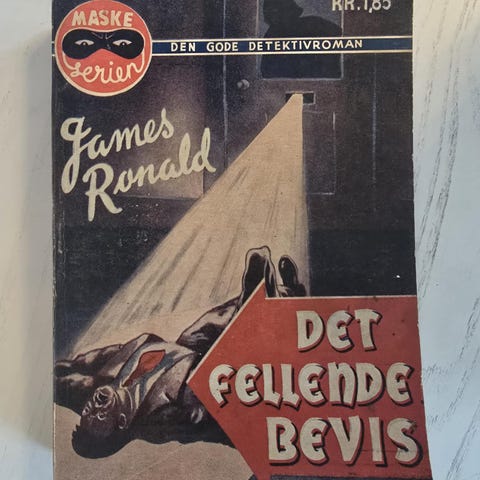 MASKE
serien
KR. 1,85
DEN GODE DETEKTIVROMAN
James
Ronald
DET
FELLENDE
BEVIS